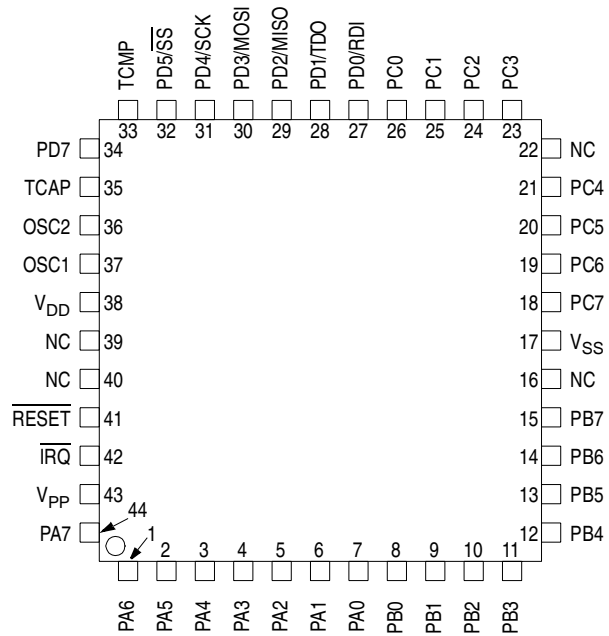 TCMP
PD5/S̅S̅
PD4/SCK
PD3/MOSI
PD2/MISO
PD1/TDO
PD0/RDI
PC0
PC1
PC2
PC3
33 32 31 30 29 28 27 26 25 24 23
PD7 34
TCAP 35
OSC2 36
OSC1 37
VDD 38
NC 39
NC 40
R̅E̅S̅E̅T̅ 41
I̅R̅Q̅ 42
VPP 43
PA7 44
22 NC
21 PC4
20 PC5
19 PC6
18 PC7
17 VSS
16 NC
15 PB7
14 PB6
13 PB5
12 PB4
1 2 3 4 5 6 7 8 9 10 11
PA6
PA5
PA4
PA3
PA2
PA1
PA0
PB0
PB1
PB2
PB3